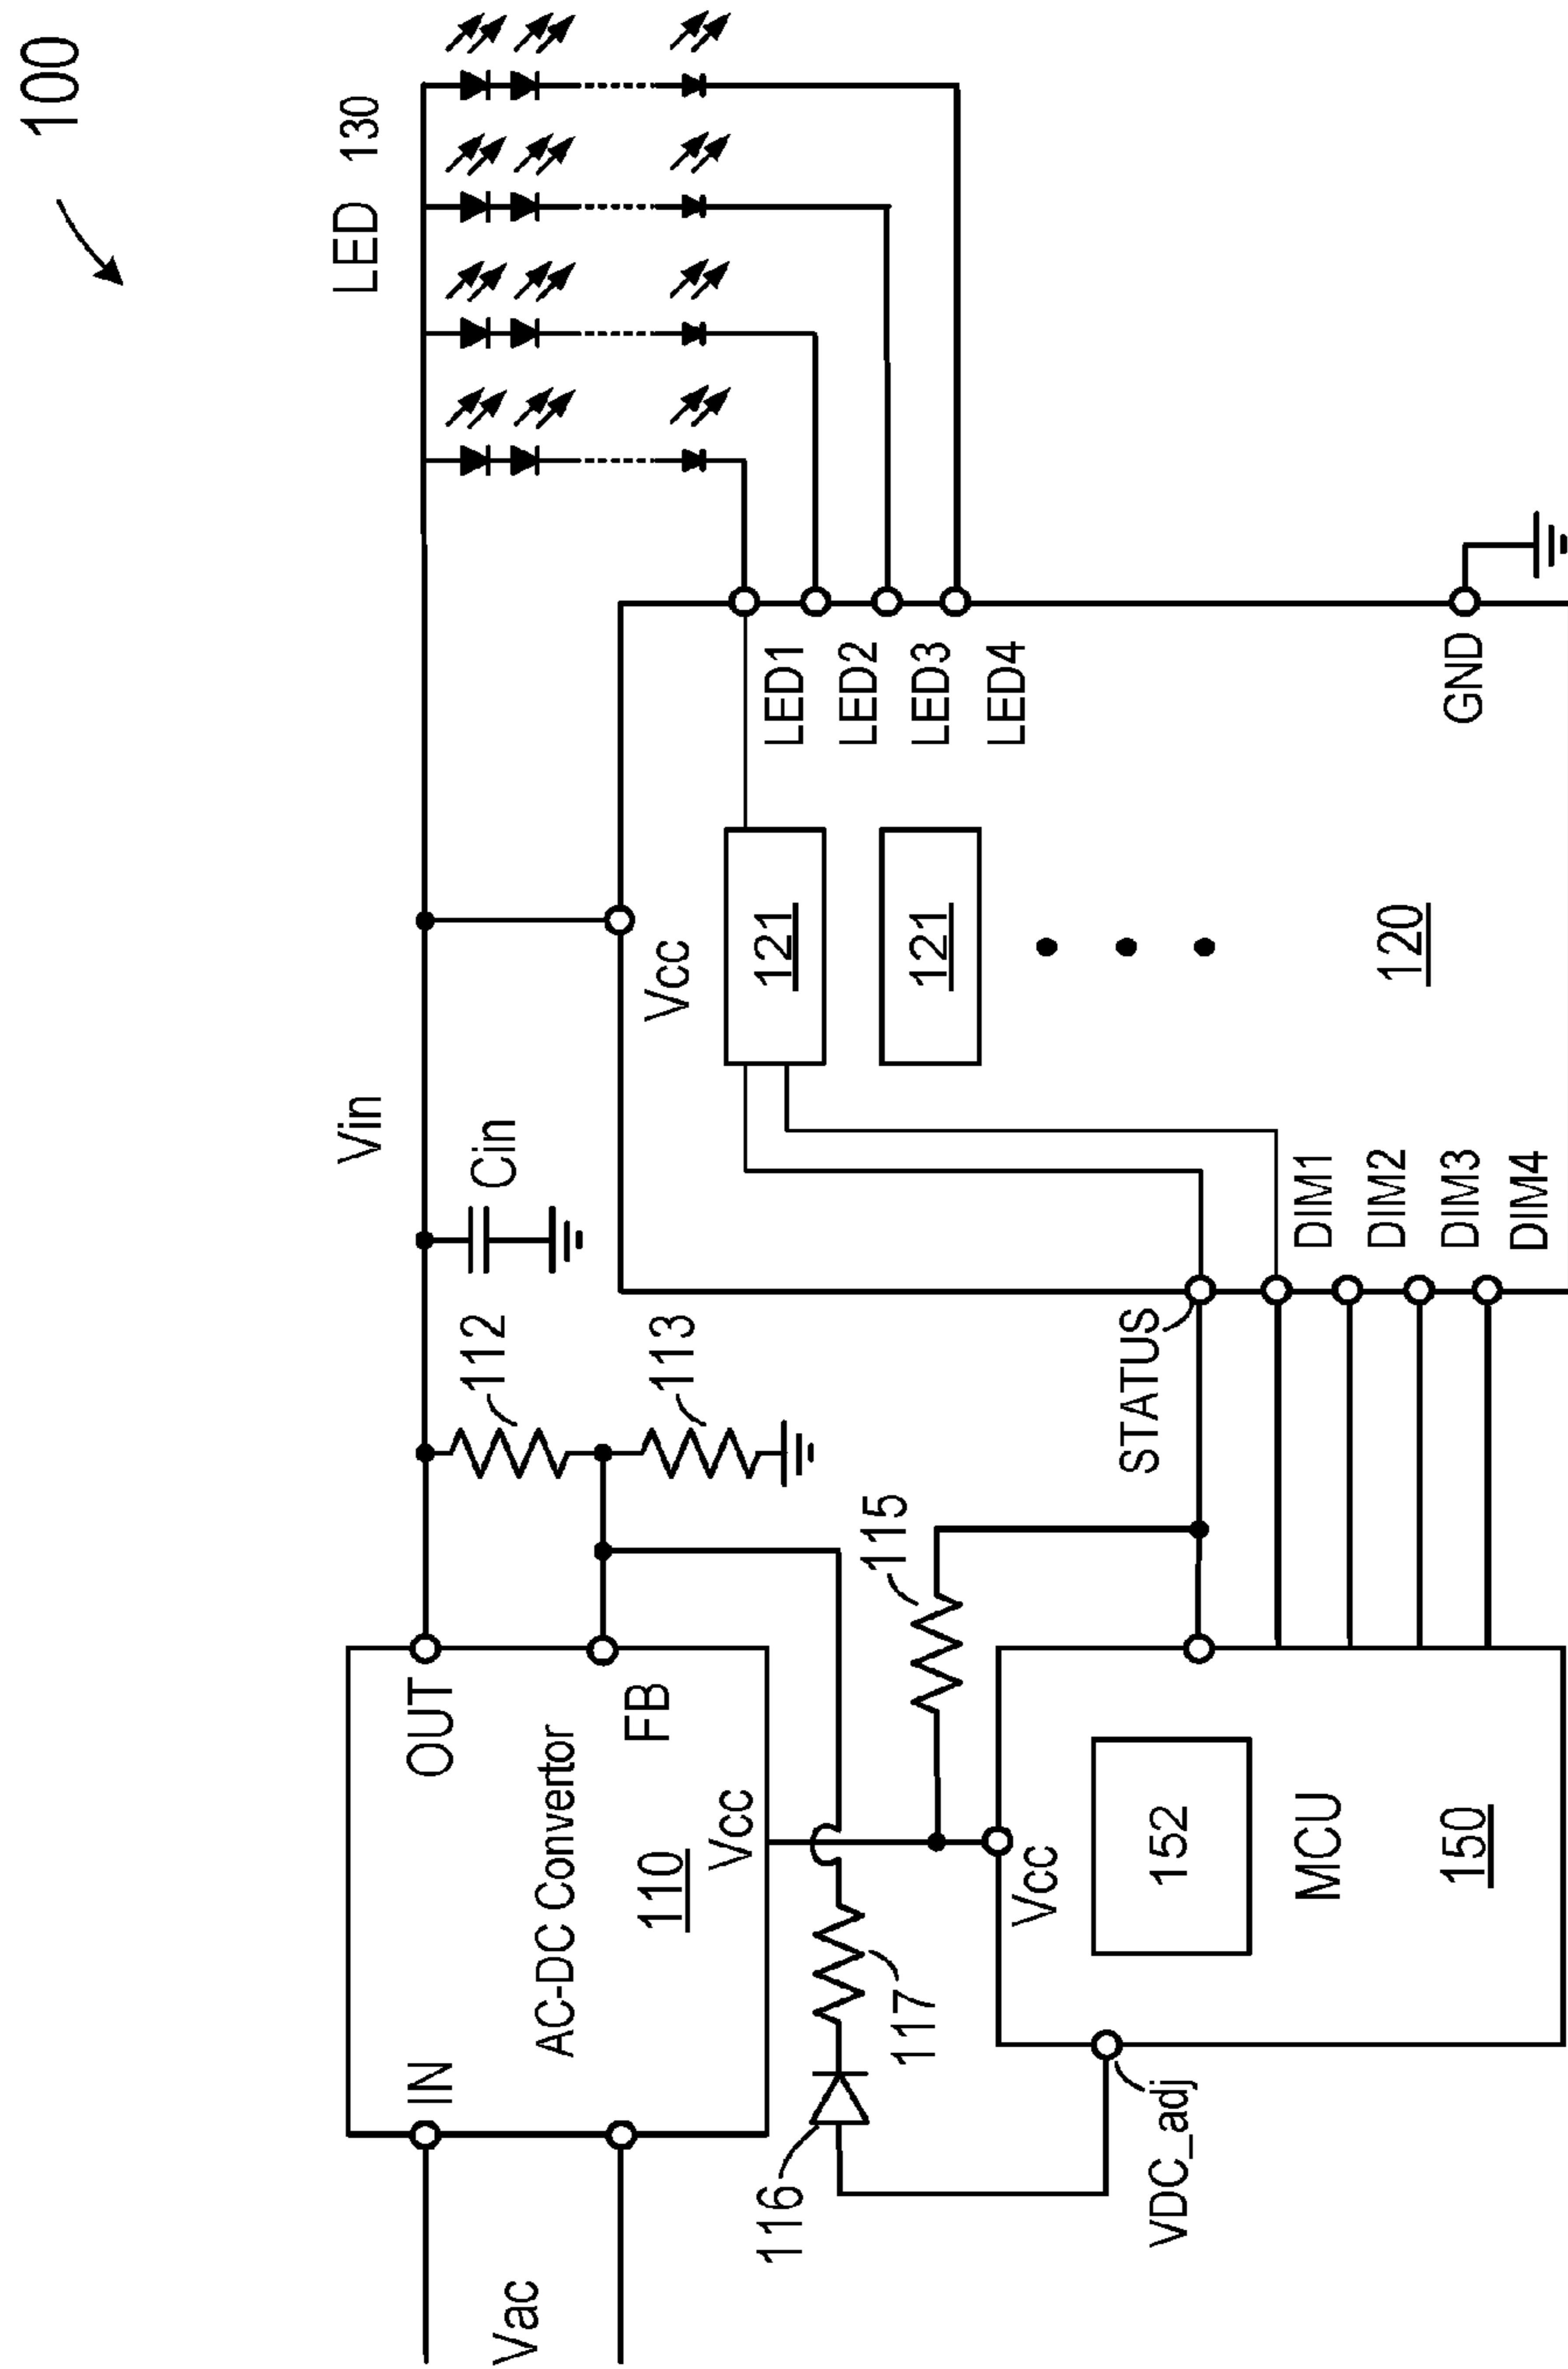 100
LED 130
Vin
Cin
112
113
OUT
IN
Vac
AC-DC Convertor
FB
110
Vcc
Vcc
121
121
120
LED1
LED2
LED3
LED4
GND
115
STATUS
DIM1
DIM2
DIM3
DIM4
116
117
Vcc
152
MCU
150
VDC_adj